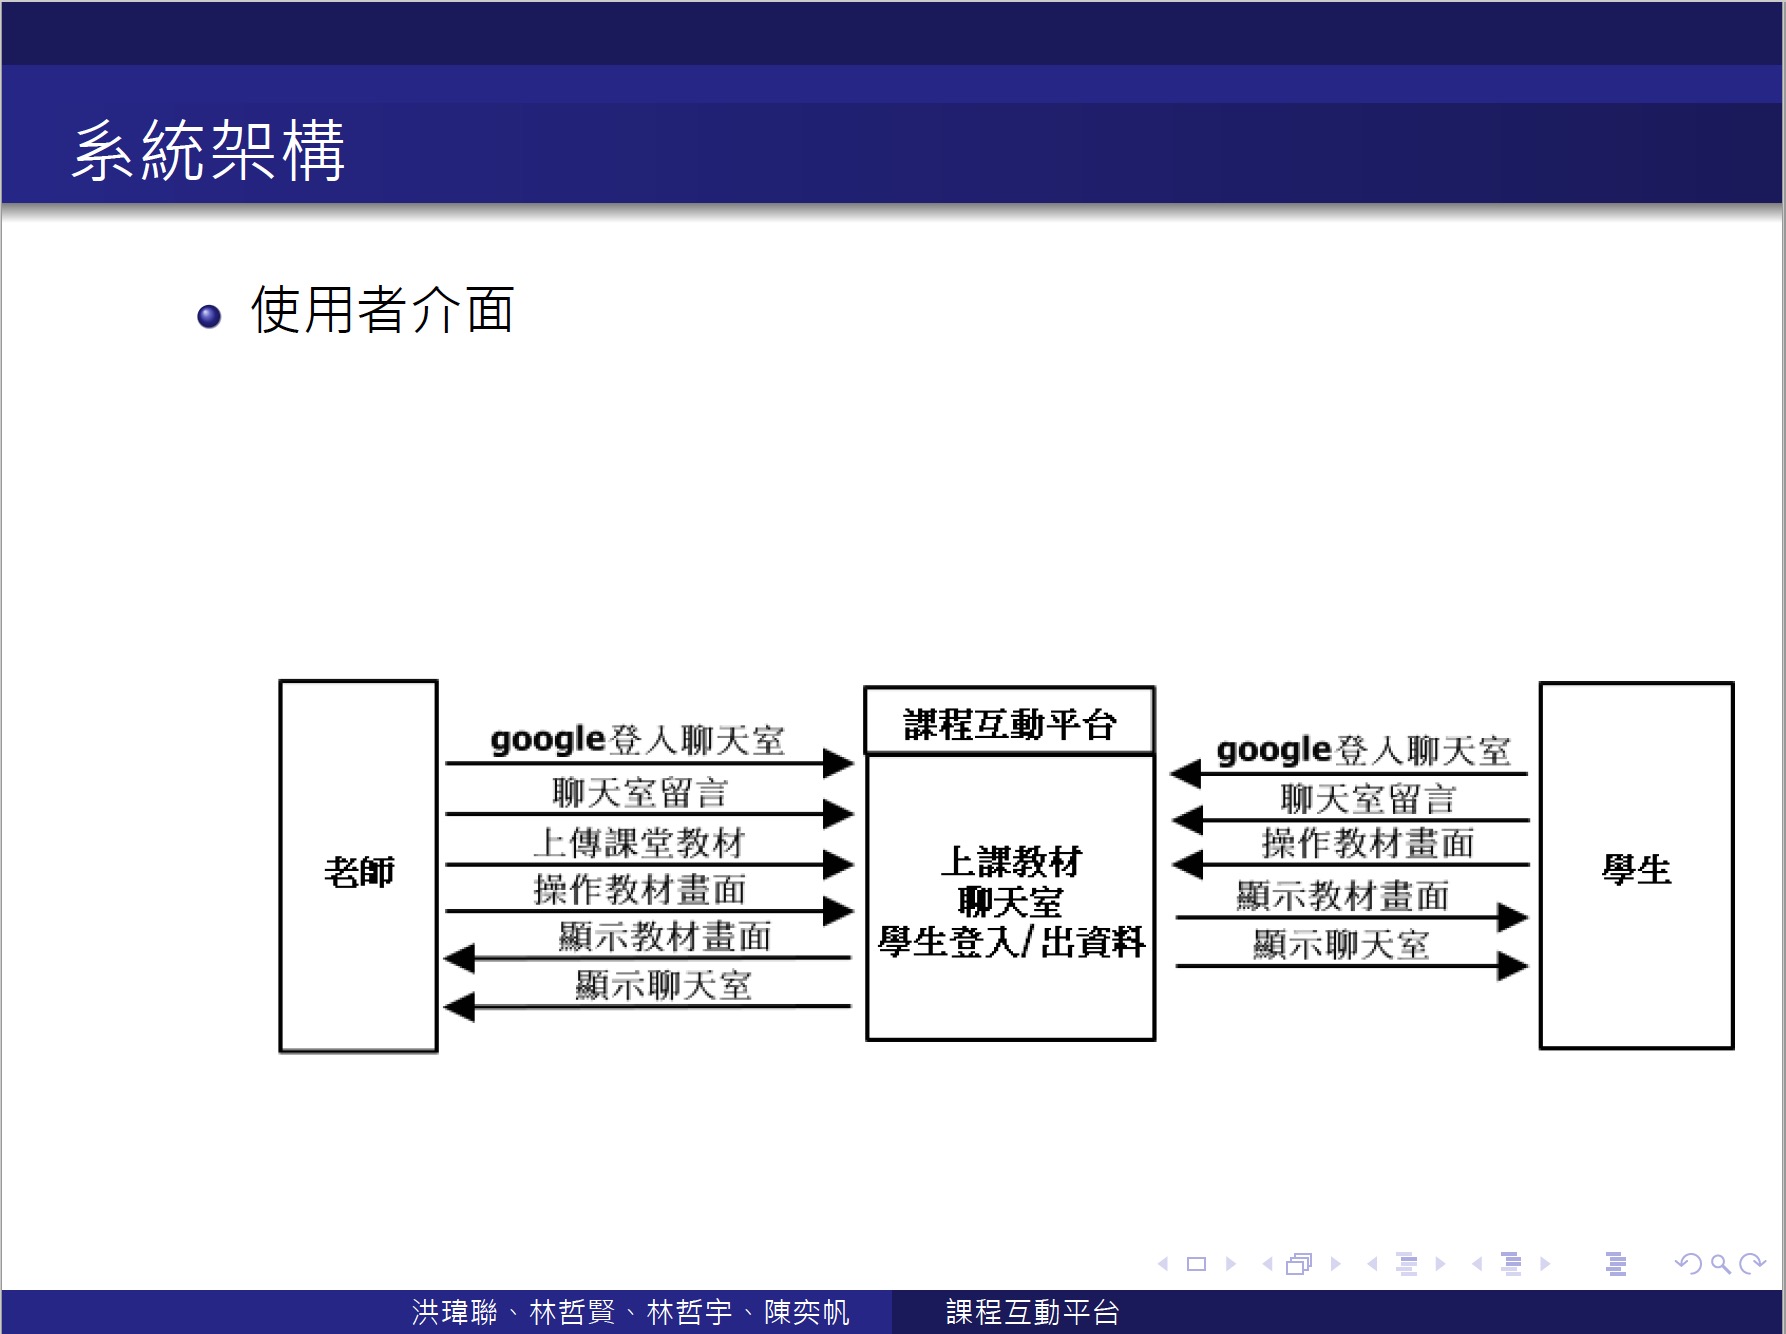 系統架構
使用者介面
老師
google登入聊天室
聊天室留言
上傳課堂教材
操作教材畫面
顯示教材畫面
顯示聊天室
課程互動平台
上課教材
聊天室
學生登入/出資料
google登入聊天室
聊天室留言
操作教材畫面
顯示教材畫面
顯示聊天室
學生
洪瑋聯、林哲賢、林哲宇、陳奕帆
課程互動平台